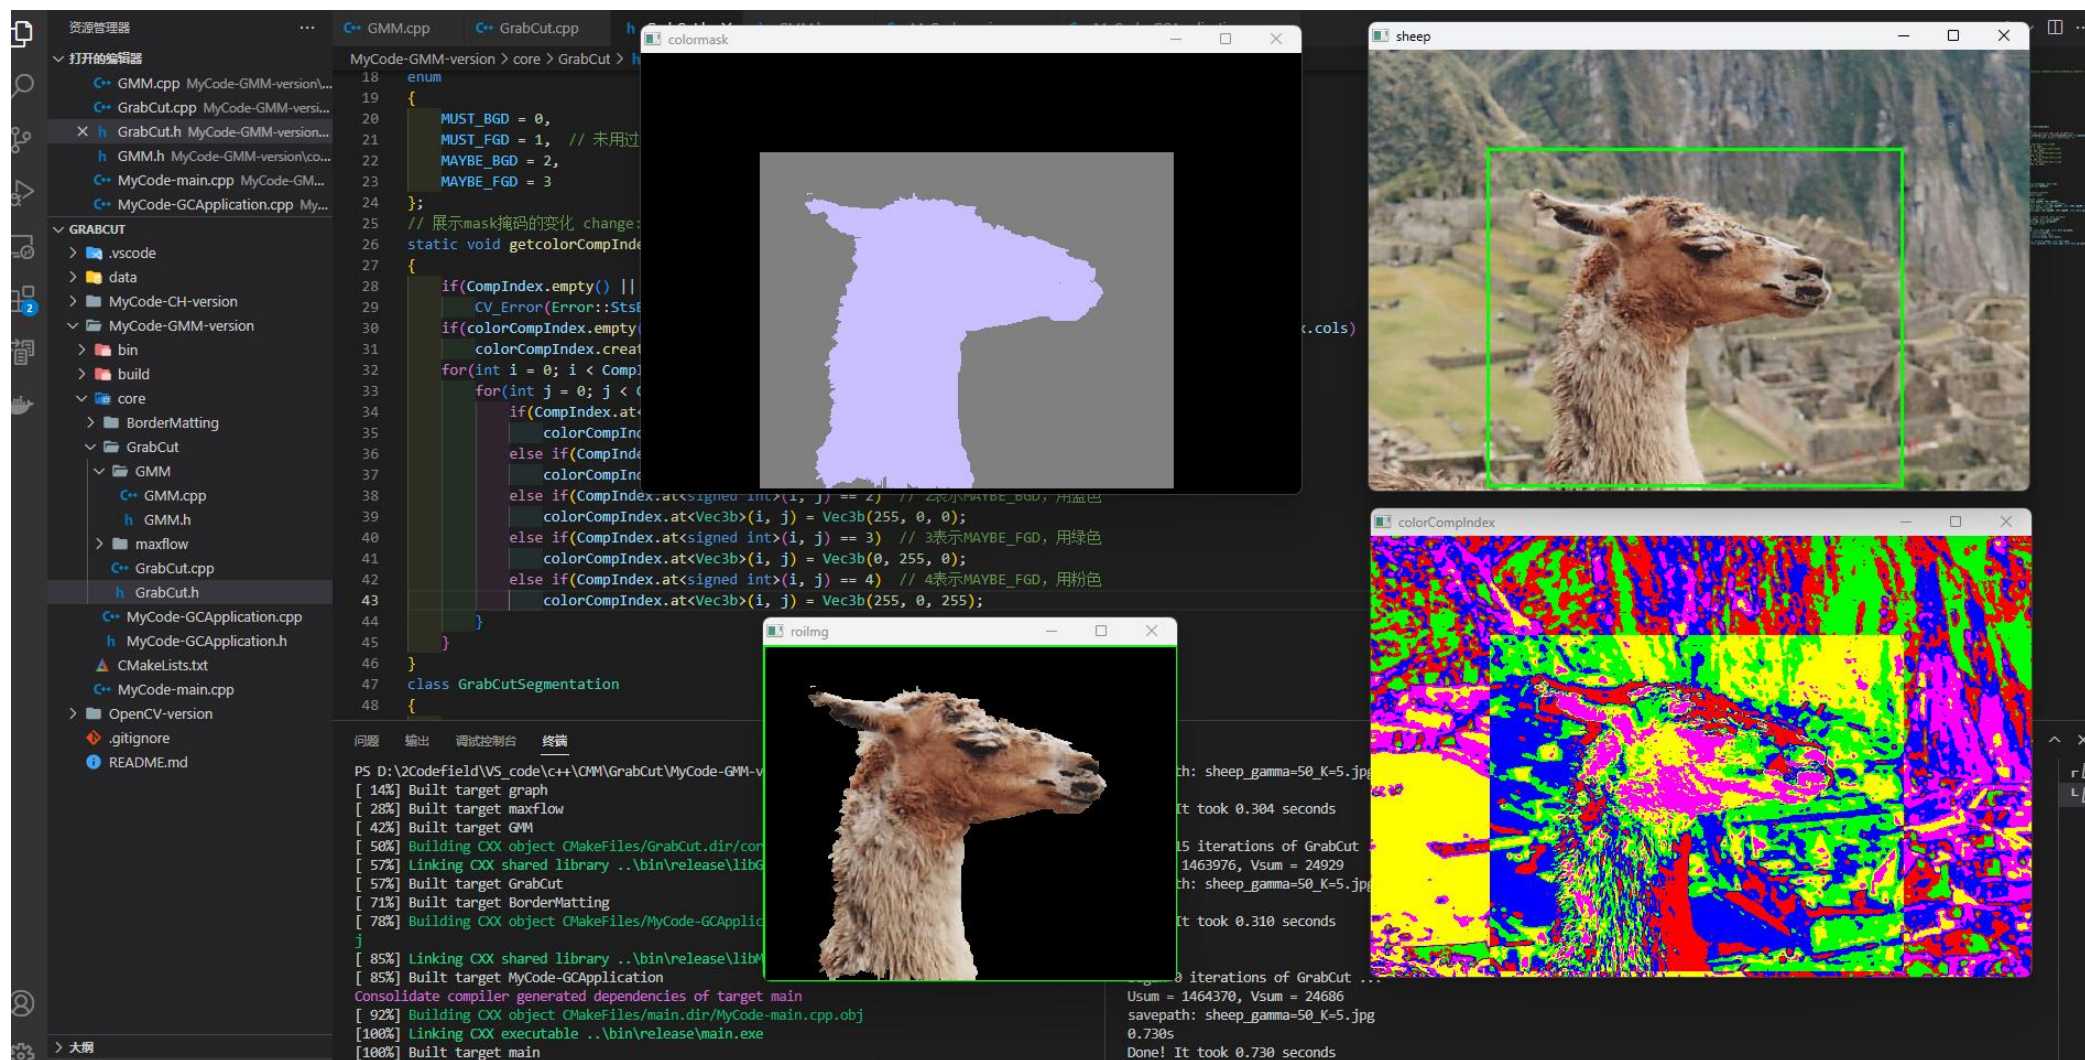 资源管理器
打开的编辑器
GMM.cpp MyCode-GMM-version\...
GrabCut.cpp MyCode-GMM-versi...
GrabCut.h MyCode-GMM-version...
GMM.h MyCode-GMM-version\co...
MyCode-main.cpp MyCode-GM...
MyCode-GCApplication.cpp My...
GRABCUT
.vscode
data
MyCode-CH-version
MyCode-GMM-version
bin
build
core
BorderMatting
GrabCut
GMM
GMM.cpp
GMM.h
maxflow
GrabCut.cpp
GrabCut.h
MyCode-GCApplication.cpp
MyCode-GCApplication.h
CMakeLists.txt
MyCode-main.cpp
OpenCV-version
.gitignore
README.md
大纲
2
GMM.cpp GrabCut.cpp
MyCode-GMM-version > core > GrabCut >
18 enum
19 {
20 MUST_BGD = 0,
21 MUST_FGD = 1, // 未用过
22 MAYBE_BGD = 2,
23 MAYBE_FGD = 3
24 };
25 // 展示mask掩码的变化 change:
26 static void getcolorCompInde
27 {
28 if(CompIndex.empty() ||
29 CV_Error(Error::StsB
30 if(colorCompIndex.empty( x.cols)
31 colorCompIndex.creat
32 for(int i = 0; i < Comp
33 for(int j = 0; j <
34 if(CompIndex.at<
35 colorCompInd
36 else if(CompInde
37 colorCompInd
38 else if(CompIndex.at<signed int>(i, j) == 2) // 2表示MAYBE_BGD，用蓝色
39 colorCompIndex.at<Vec3b>(i, j) = Vec3b(255, 0, 0);
40 else if(CompIndex.at<signed int>(i, j) == 3) // 3表示MAYBE_FGD，用绿色
41 colorCompIndex.at<Vec3b>(i, j) = Vec3b(0, 255, 0);
42 else if(CompIndex.at<signed int>(i, j) == 4) // 4表示MAYBE_FGD，用粉色
43 colorCompIndex.at<Vec3b>(i, j) = Vec3b(255, 0, 255);
44 }
45 }
46 }
47 class GrabCutSegmentation
48 {
colormask
sheep
colorCompIndex
roiImg
问题 输出 调试控制台 终端
PS D:\2Codefield\VS_code\c++\CMM\GrabCut\MyCode-GMM-v
[ 14%] Built target graph
[ 28%] Built target maxflow
[ 42%] Built target GMM
[ 50%] Building CXX object CMakeFiles/GrabCut.dir/cor
[ 57%] Linking CXX shared library ..\bin\release\libG
[ 57%] Built target GrabCut
[ 71%] Built target BorderMatting
[ 78%] Building CXX object CMakeFiles/MyCode-GCApplic
j
[ 85%] Linking CXX shared library ..\bin\release\libM
[ 85%] Built target MyCode-GCApplication
Consolidate compiler generated dependencies of target main
[ 92%] Building CXX object CMakeFiles/main.dir/MyCode-main.cpp.obj
[100%] Linking CXX executable ..\bin\release\main.exe
[100%] Built target main
th: sheep_gamma=50_K=5.jpg
It took 0.304 seconds
15 iterations of GrabCut
1463976, Vsum = 24929
th: sheep_gamma=50_K=5.jpg
It took 0.310 seconds
0 iterations of GrabCut ...
Usum = 1464370, Vsum = 24686
savepath: sheep_gamma=50_K=5.jpg
0.730s
Done! It took 0.730 seconds